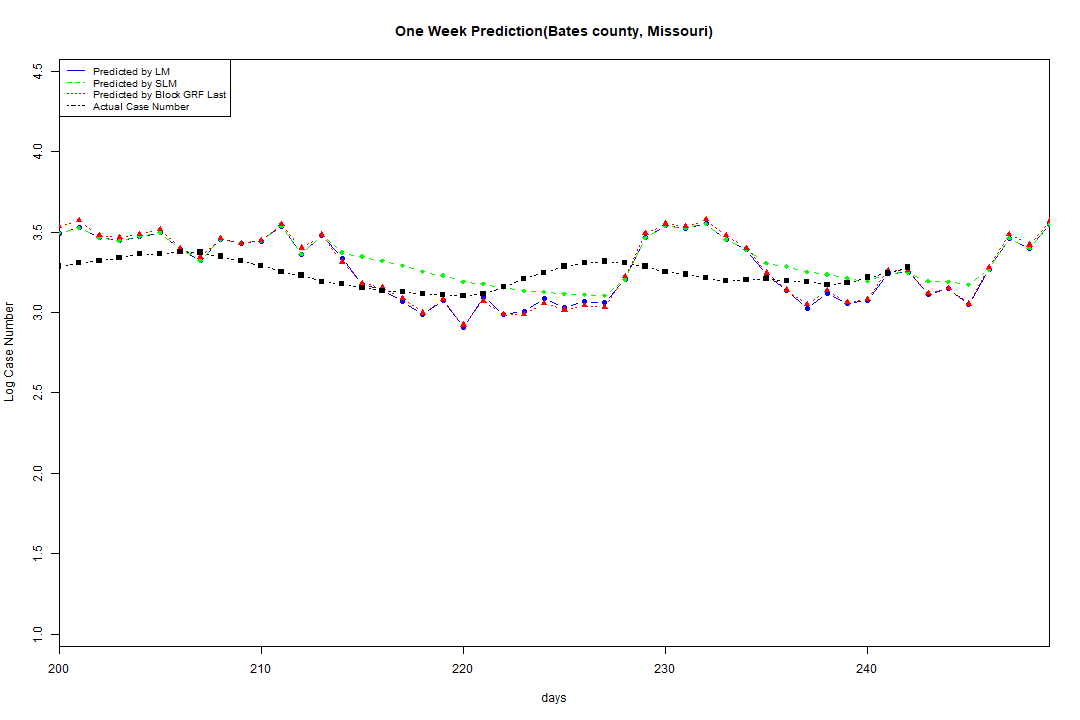 One Week Prediction(Bates county, Missouri)
Predicted by LM
Predicted by SLM
Predicted by Block GRF Last
Actual Case Number
4.5
4.0
3.5
3.0
2.5
2.0
1.5
1.0
Log Case Number
200 210 220 230 240
days